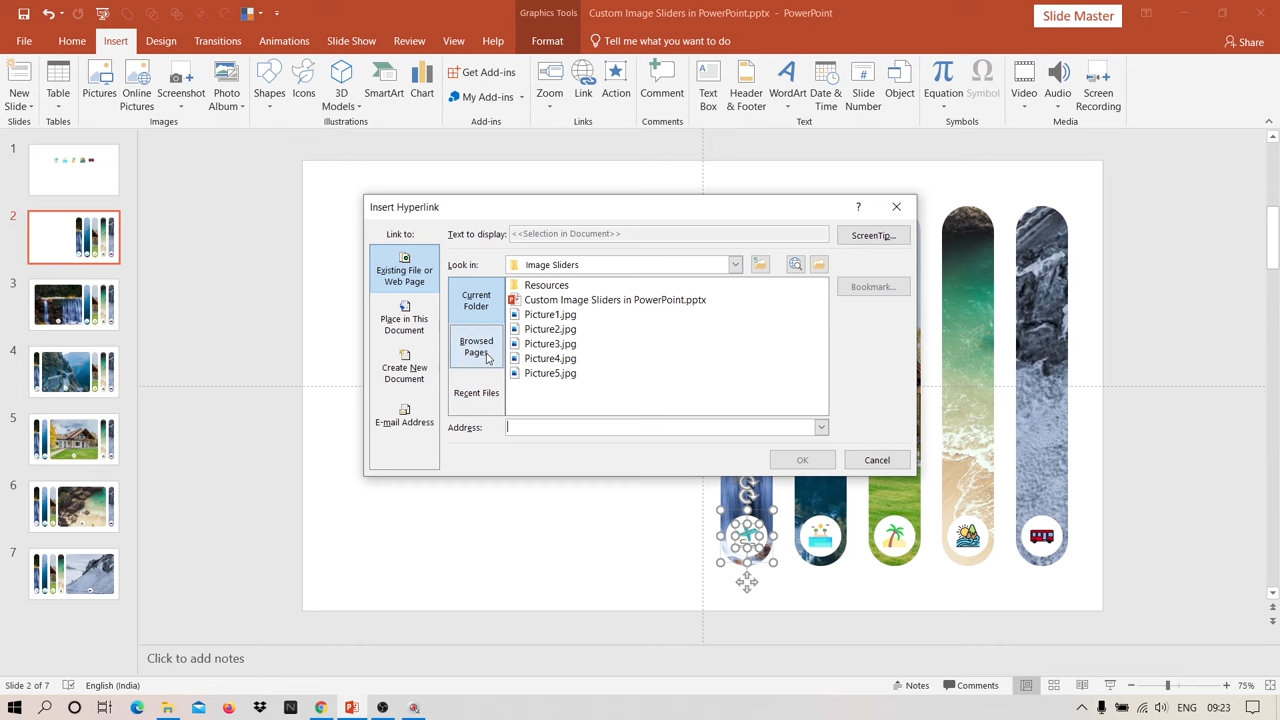 Graphics Tools
Custom Image Sliders in PowerPoint.pptx - PowerPoint
Slide Master
File
Home
Insert
Design
Transitions
Animations
Slide Show
Review
View
Help
Format
Tell me what you want to do
Share
New
Slide
Table
Pictures
Online
Pictures
Screenshot
Photo
Album
Shapes
Icons
3D
Models
SmartArt
Chart
Get Add-ins
My Add-ins
Zoom
Link
Action
Comment
Text
Box
Header
& Footer
WordArt
Date &
Time
Slide
Number
Object
Equation
Symbol
Video
Audio
Screen
Recording
Slides
Tables
Images
Illustrations
Add-ins
Links
Comments
Text
Symbols
Media
1
2
3
4
5
6
7
Insert Hyperlink
?
Link to:
Text to display:
<<Selection in Document>>
ScreenTip...
Existing File or
Web Page
Look in:
Image Sliders
Bookmark...
Place in This
Document
Create New
Document
E-mail Address
Current
Folder
Browsed
Pages
Recent Files
Resources
Custom Image Sliders in PowerPoint.pptx
Picture1.jpg
Picture2.jpg
Picture3.jpg
Picture4.jpg
Picture5.jpg
Address:
OK
Cancel
Click to add notes
Slide 2 of 7
English (India)
Notes
Comments
75%
ENG
09:23